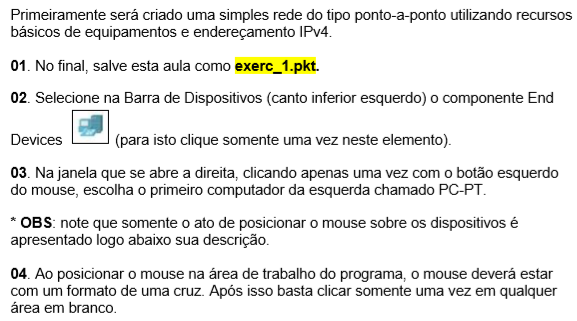 Primeiramente será criado uma simples rede do tipo ponto-a-ponto utilizando recursos
básicos de equipamentos e endereçamento IPv4.
01. No final, salve esta aula como exerc_1.pkt.
02. Selecione na Barra de Dispositivos (canto inferior esquerdo) o componente End
Devices (para isto clique somente uma vez neste elemento).
03. Na janela que se abre a direita, clicando apenas uma vez com o botão esquerdo
do mouse, escolha o primeiro computador da esquerda chamado PC-PT.
* OBS: note que somente o ato de posicionar o mouse sobre os dispositivos é
apresentado logo abaixo sua descrição.
04. Ao posicionar o mouse na área de trabalho do programa, o mouse deverá estar
com um formato de uma cruz. Após isso basta clicar somente uma vez em qualquer
área em branco.